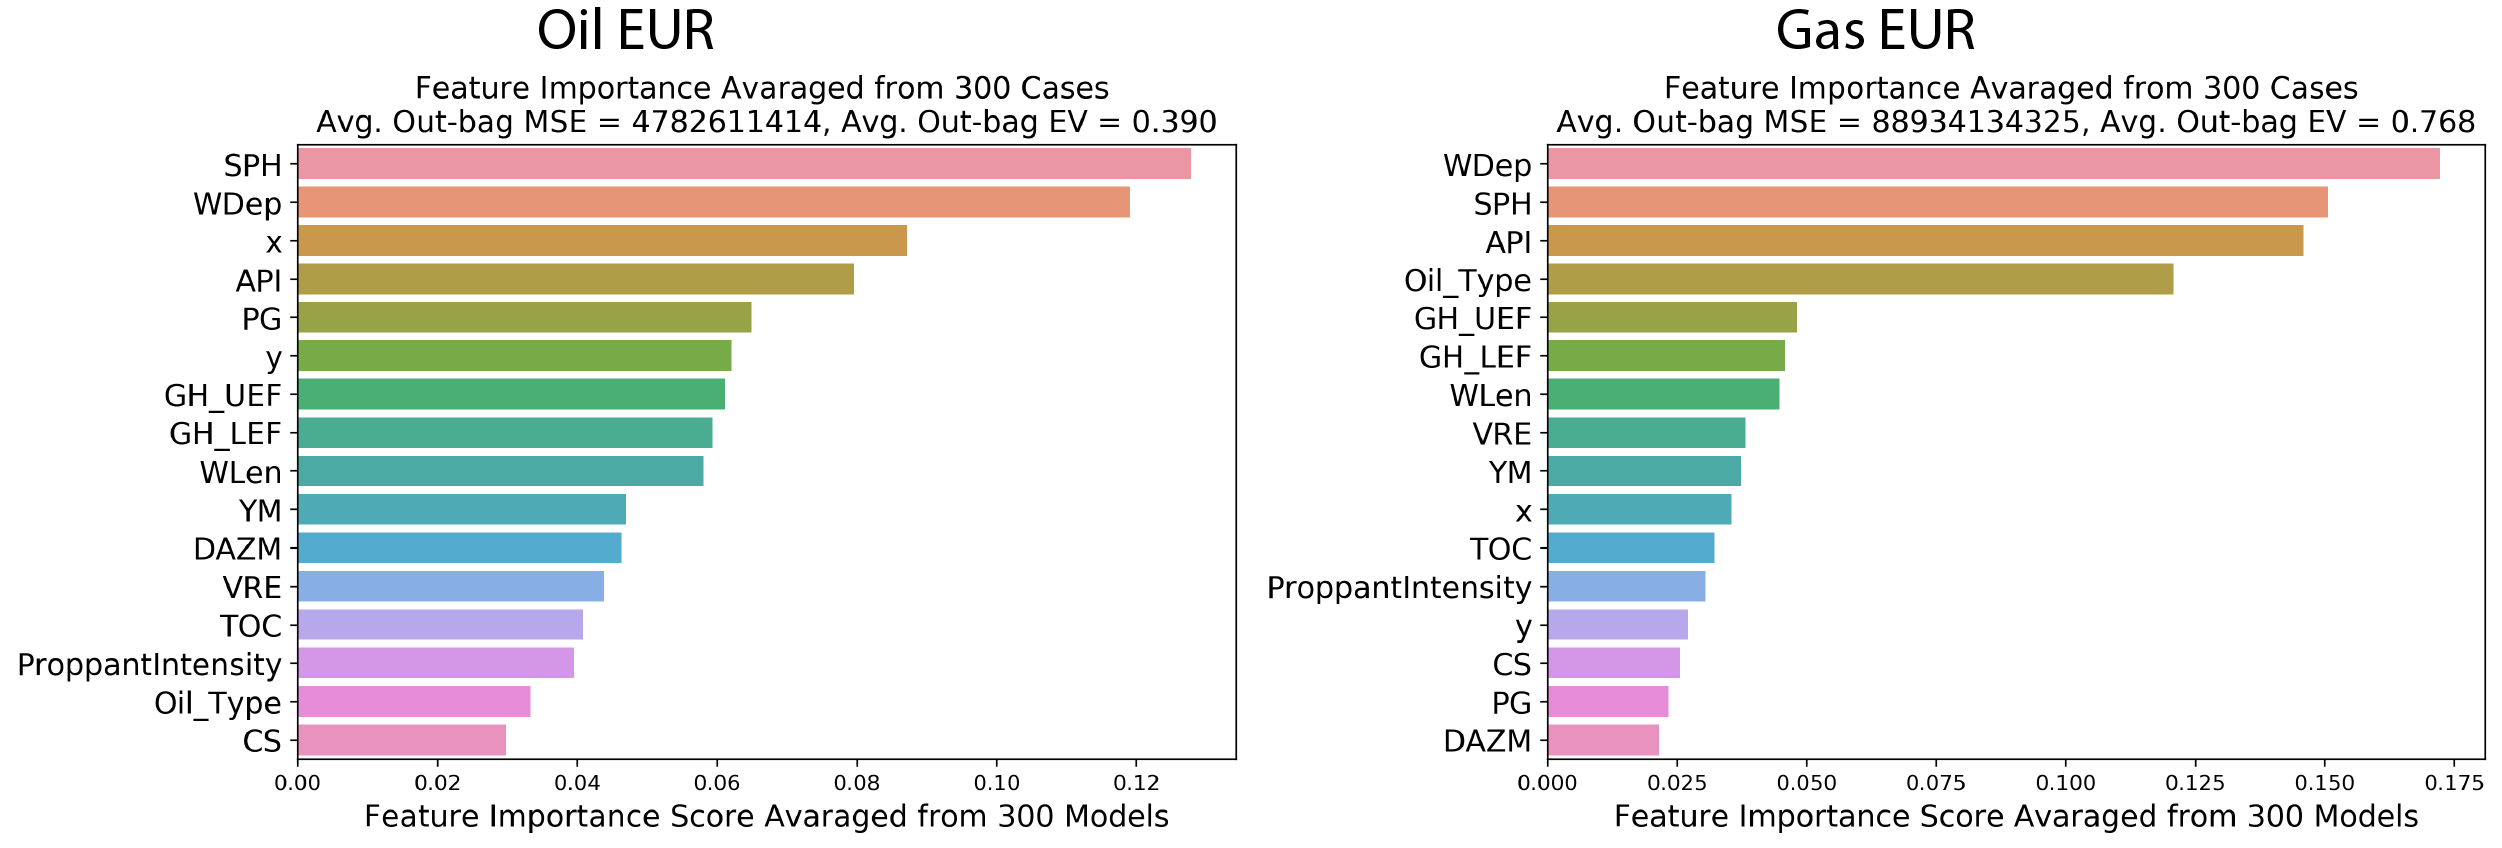 Oil EUR
Feature Importance Avaraged from 300 Cases
Avg. Out-bag MSE = 4782611414, Avg. Out-bag EV = 0.390
SPH
WDep
x
API
PG
y
GH_UEF
GH_LEF
WLen
YM
DAZM
VRE
TOC
ProppantIntensity
Oil_Type
CS
0.00 0.02 0.04 0.06 0.08 0.10 0.12
Feature Importance Score Avaraged from 300 Models
Gas EUR
Feature Importance Avaraged from 300 Cases
Avg. Out-bag MSE = 88934134325, Avg. Out-bag EV = 0.768
WDep
SPH
API
Oil_Type
GH_UEF
GH_LEF
WLen
VRE
YM
x
TOC
ProppantIntensity
y
CS
PG
DAZM
0.000 0.025 0.050 0.075 0.100 0.125 0.150 0.175
Feature Importance Score Avaraged from 300 Models